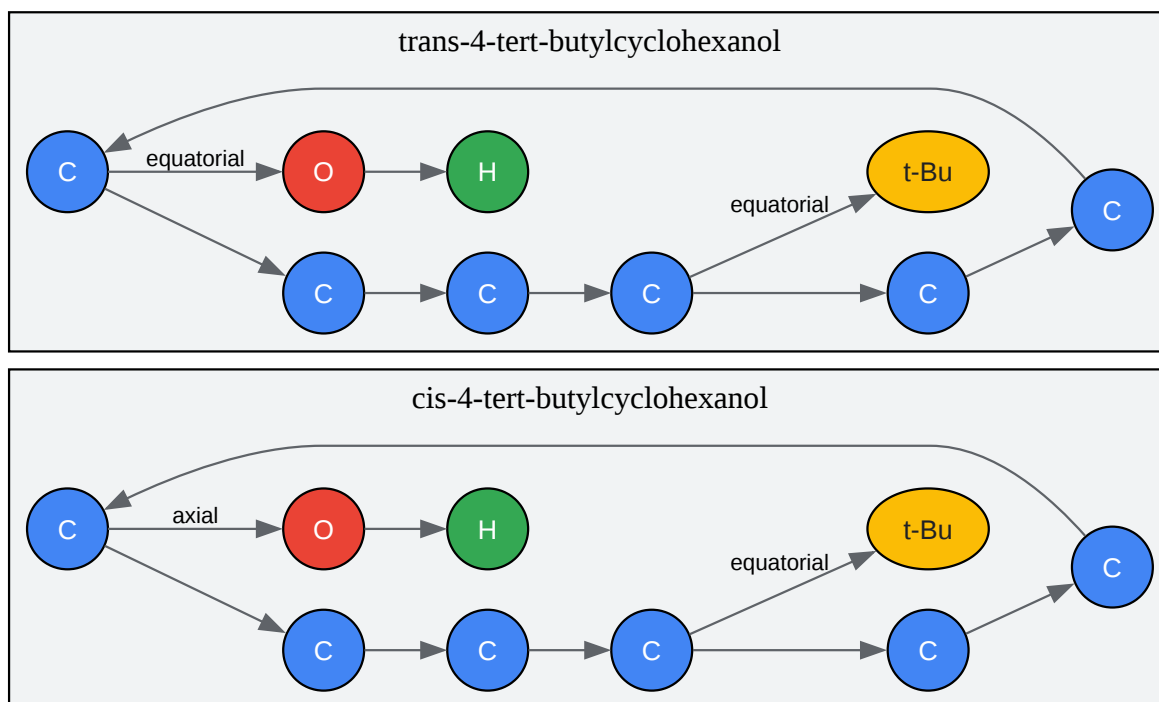 trans-4-tert-butylcyclohexanol
C
equatorial
O
H
t-Bu
C
equatorial
C
C
C
C
cis-4-tert-butylcyclohexanol
C
axial
O
H
t-Bu
C
equatorial
C
C
C
C